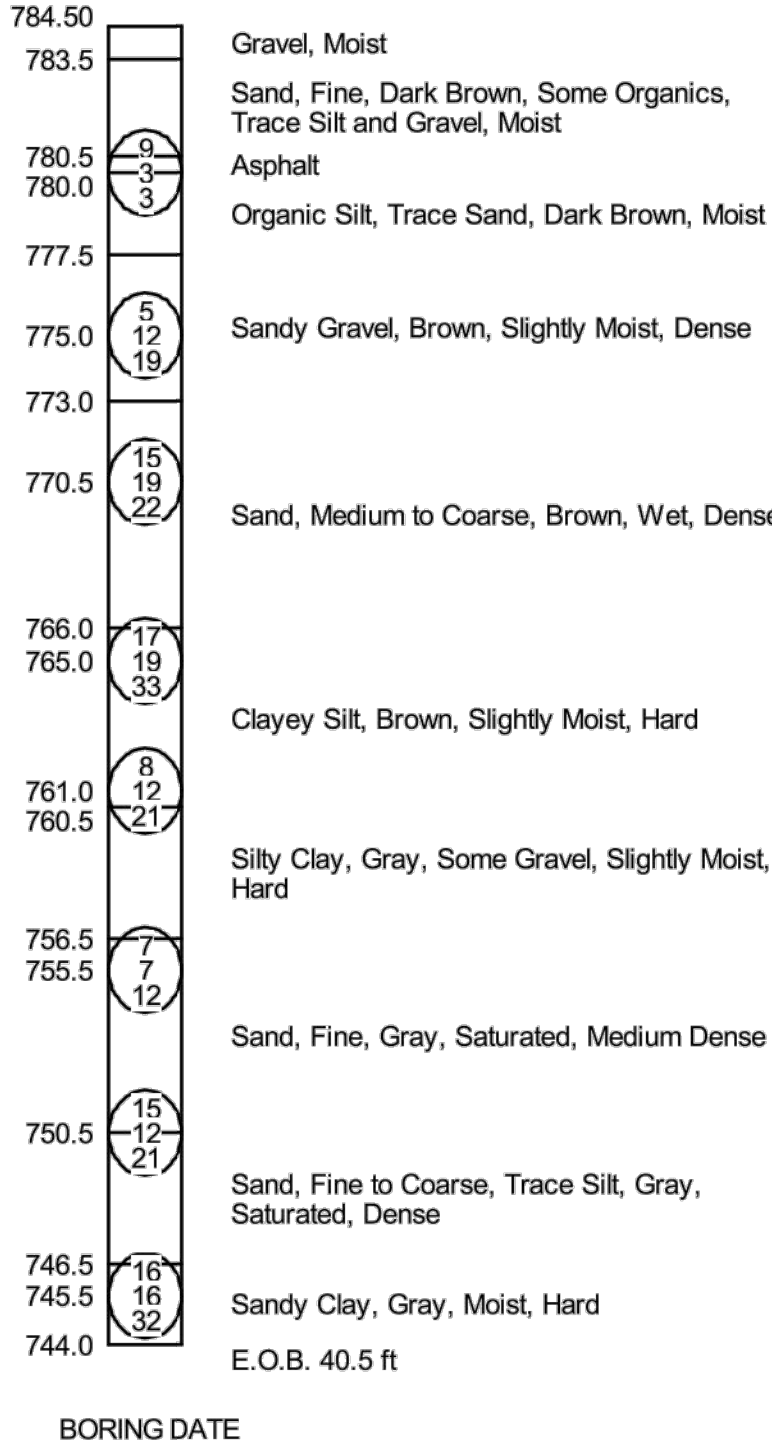 784.50
Gravel, Moist
783.5
Sand, Fine, Dark Brown, Some Organics,
Trace Silt and Gravel, Moist
780.5
9
Asphalt
3
780.0
3
Organic Silt, Trace Sand, Dark Brown, Moist
777.5
5
775.0
12
Sandy Gravel, Brown, Slightly Moist, Dense
19
773.0
15
770.5
19
22
Sand, Medium to Coarse, Brown, Wet, Dense
766.0
17
765.0
19
33
Clayey Silt, Brown, Slightly Moist, Hard
8
761.0
12
760.5
21
Silty Clay, Gray, Some Gravel, Slightly Moist,
Hard
756.5
7
755.5
7
12
Sand, Fine, Gray, Saturated, Medium Dense
15
750.5
12
21
Sand, Fine to Coarse, Trace Silt, Gray,
Saturated, Dense
746.5
16
745.5
16
Sandy Clay, Gray, Moist, Hard
32
744.0
E.O.B. 40.5 ft
BORING DATE